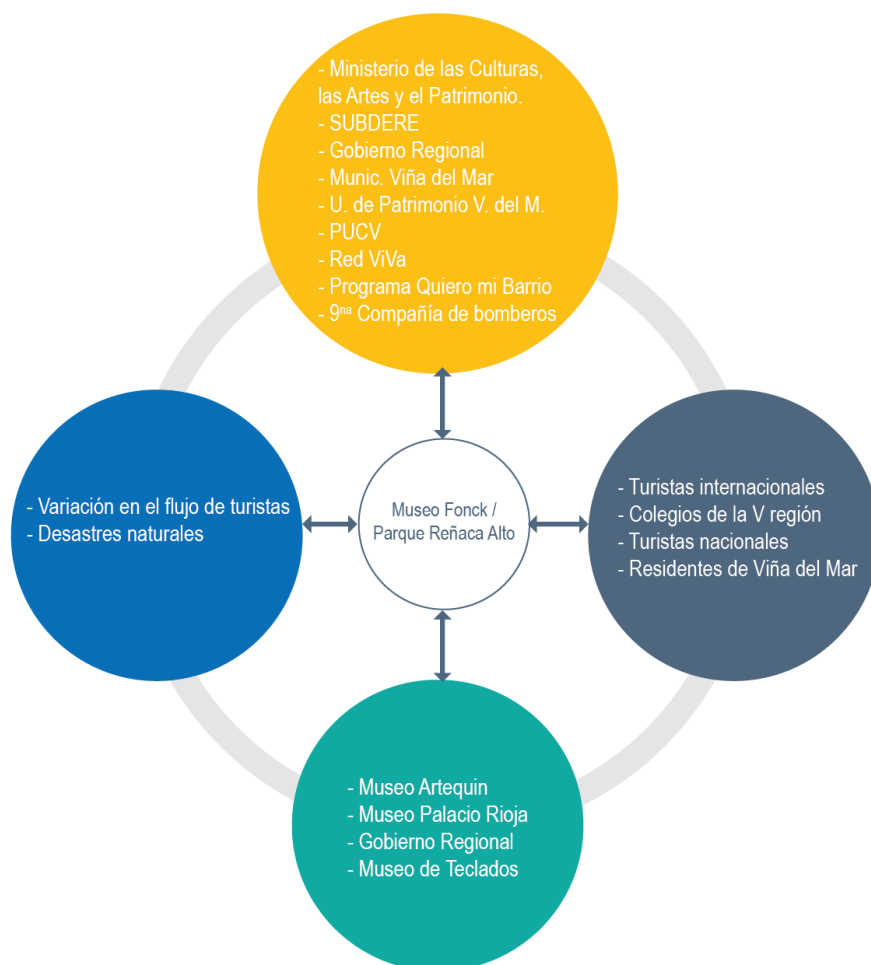 - Ministerio de las Culturas,
las Artes y el Patrimonio.
- SUBDERE
- Gobierno Regional
- Munic. Viña del Mar
- U. de Patrimonio V. del M.
- PUCV
- Red ViVa
- Programa Quiero mi Barrio
- 9ⁿᵃ Compañía de bomberos
- Variación en el flujo de turistas
- Desastres naturales
Museo Fonck /
Parque Reñaca Alto
- Turistas internacionales
- Colegios de la V región
- Turistas nacionales
- Residentes de Viña del Mar
- Museo Artequin
- Museo Palacio Rioja
- Gobierno Regional
- Museo de Teclados